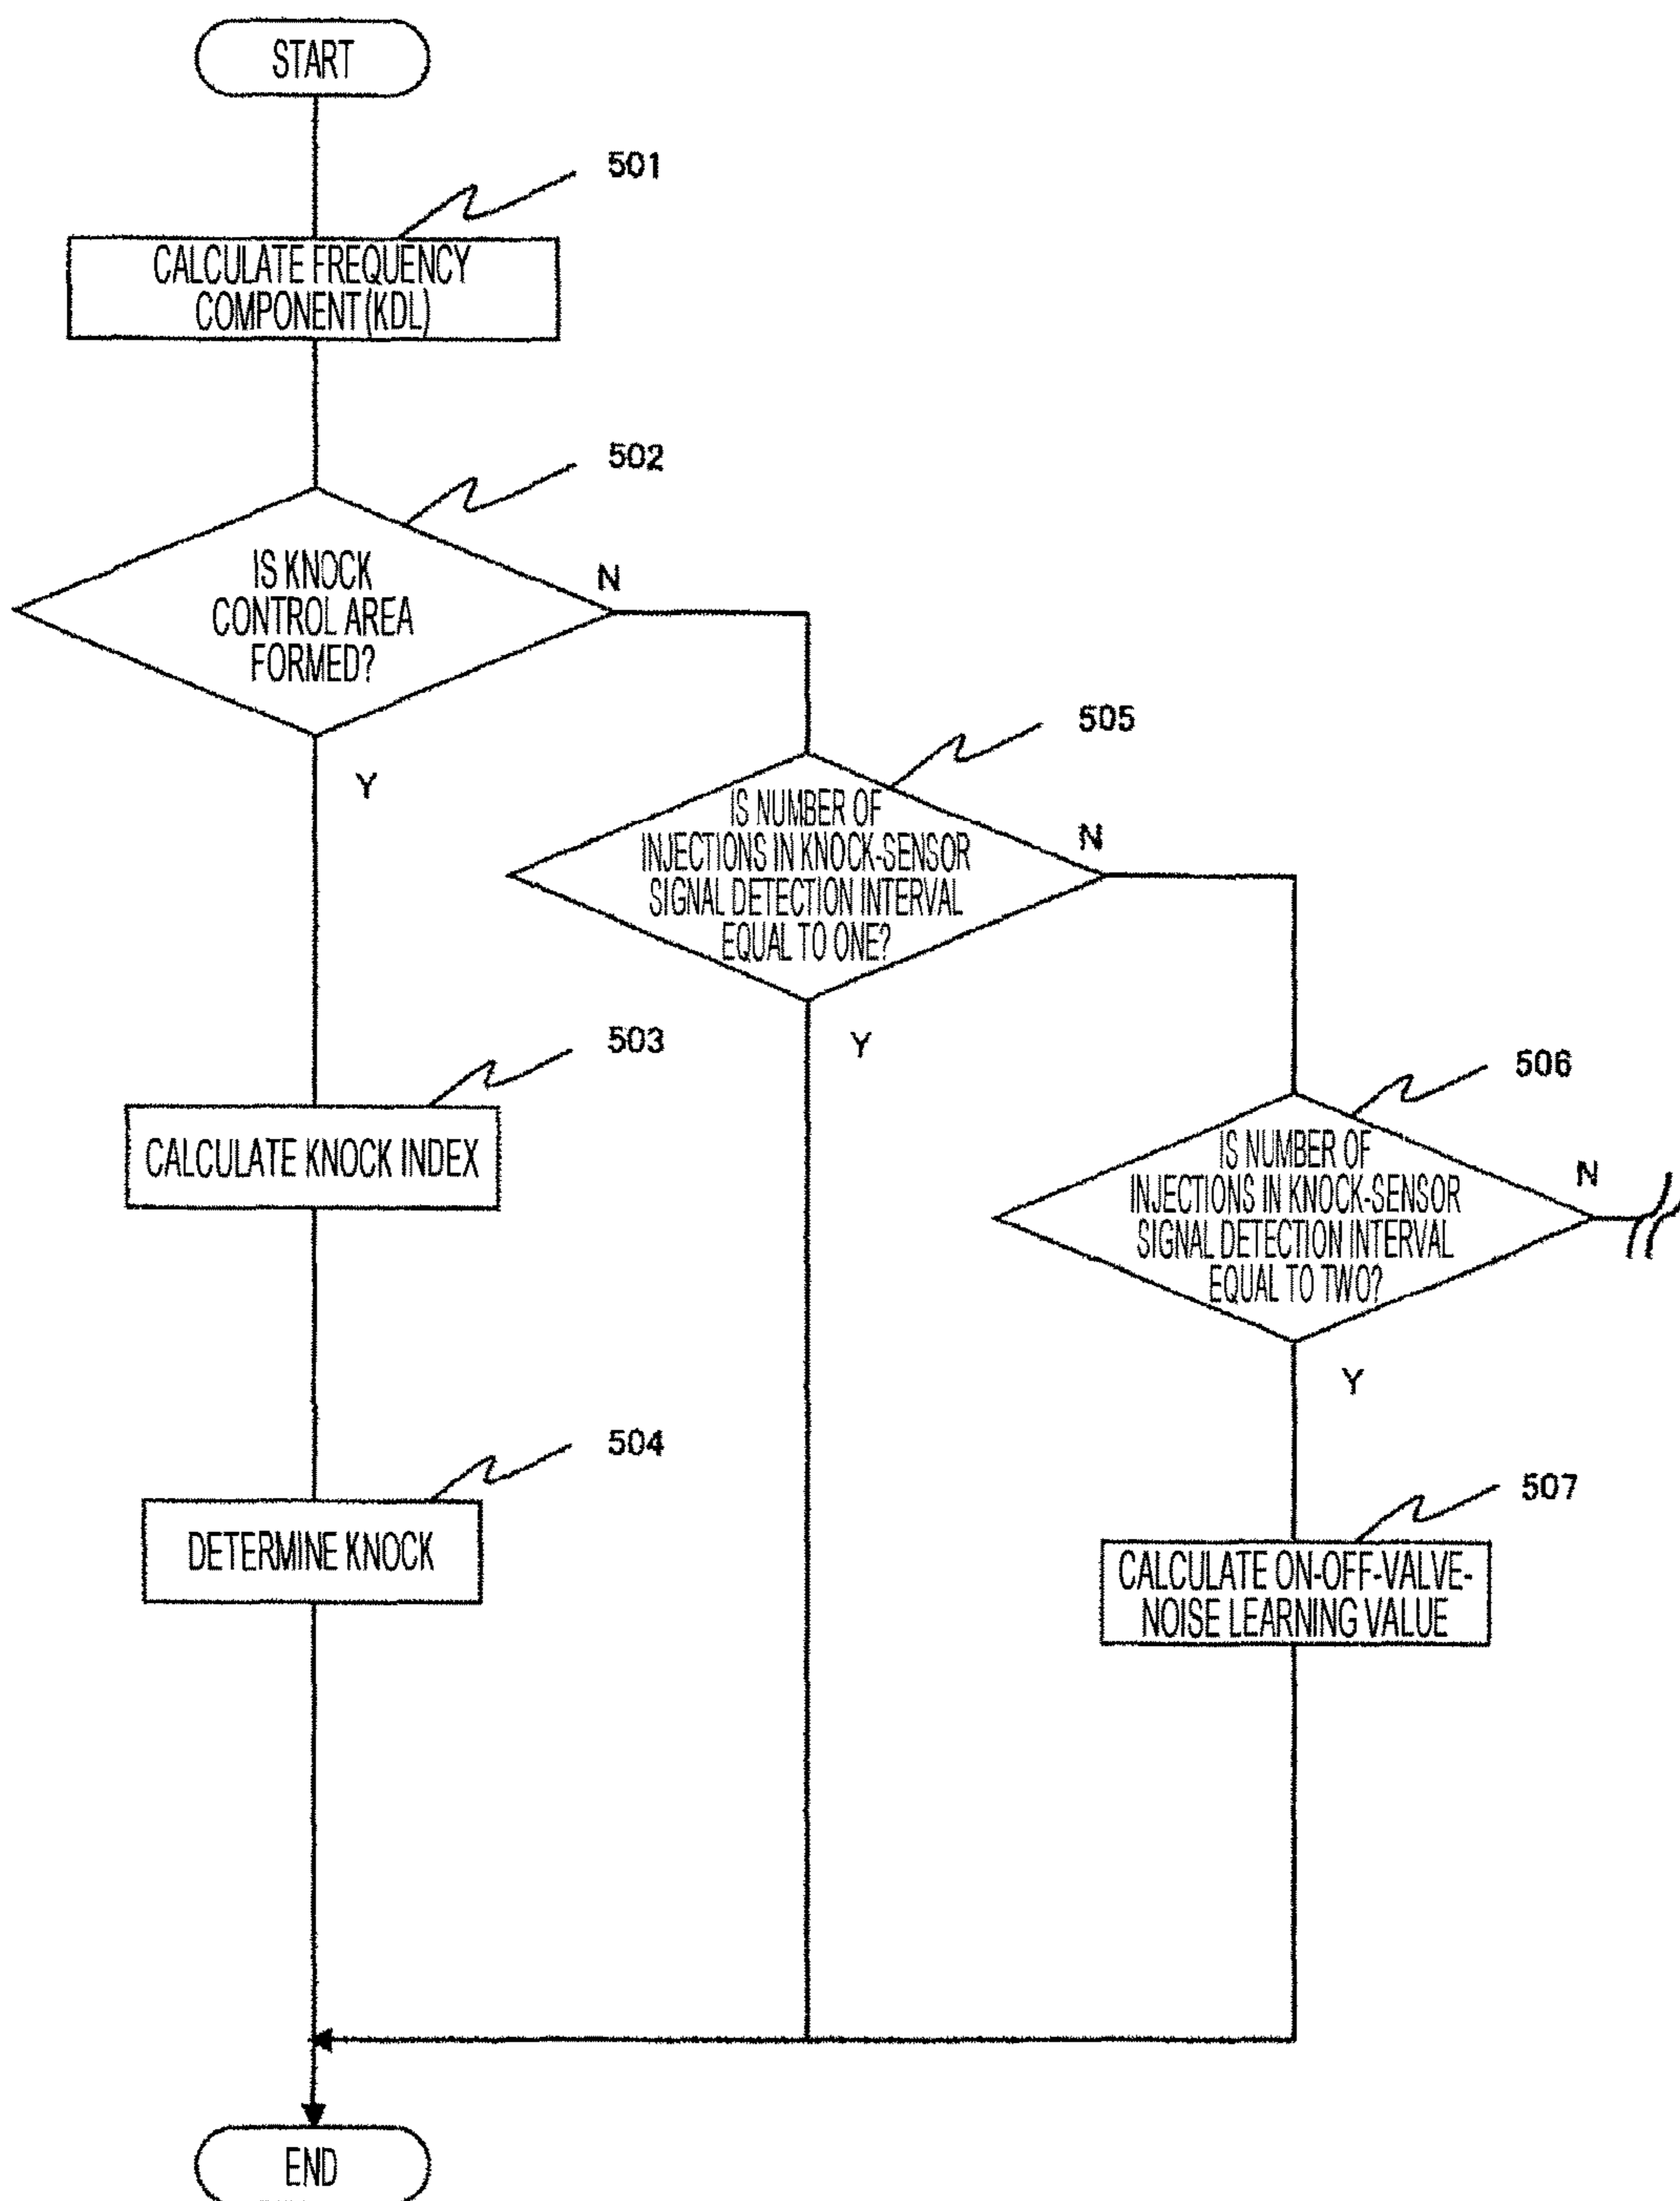 START
501
CALCULATE FREQUENCY
COMPONENT (KDL)
502
IS KNOCK
CONTROL AREA
FORMED?
N
Y
505
IS NUMBER OF
INJECTIONS IN KNOCK-SENSOR
SIGNAL DETECTION INTERVAL
EQUAL TO ONE?
N
Y
503
CALCULATE KNOCK INDEX
506
IS NUMBER OF
INJECTIONS IN KNOCK-SENSOR
SIGNAL DETECTION INTERVAL
EQUAL TO TWO?
N
Y
504
DETERMINE KNOCK
507
CALCULATE ON-OFF-VALVE-
NOISE LEARNING VALUE
END